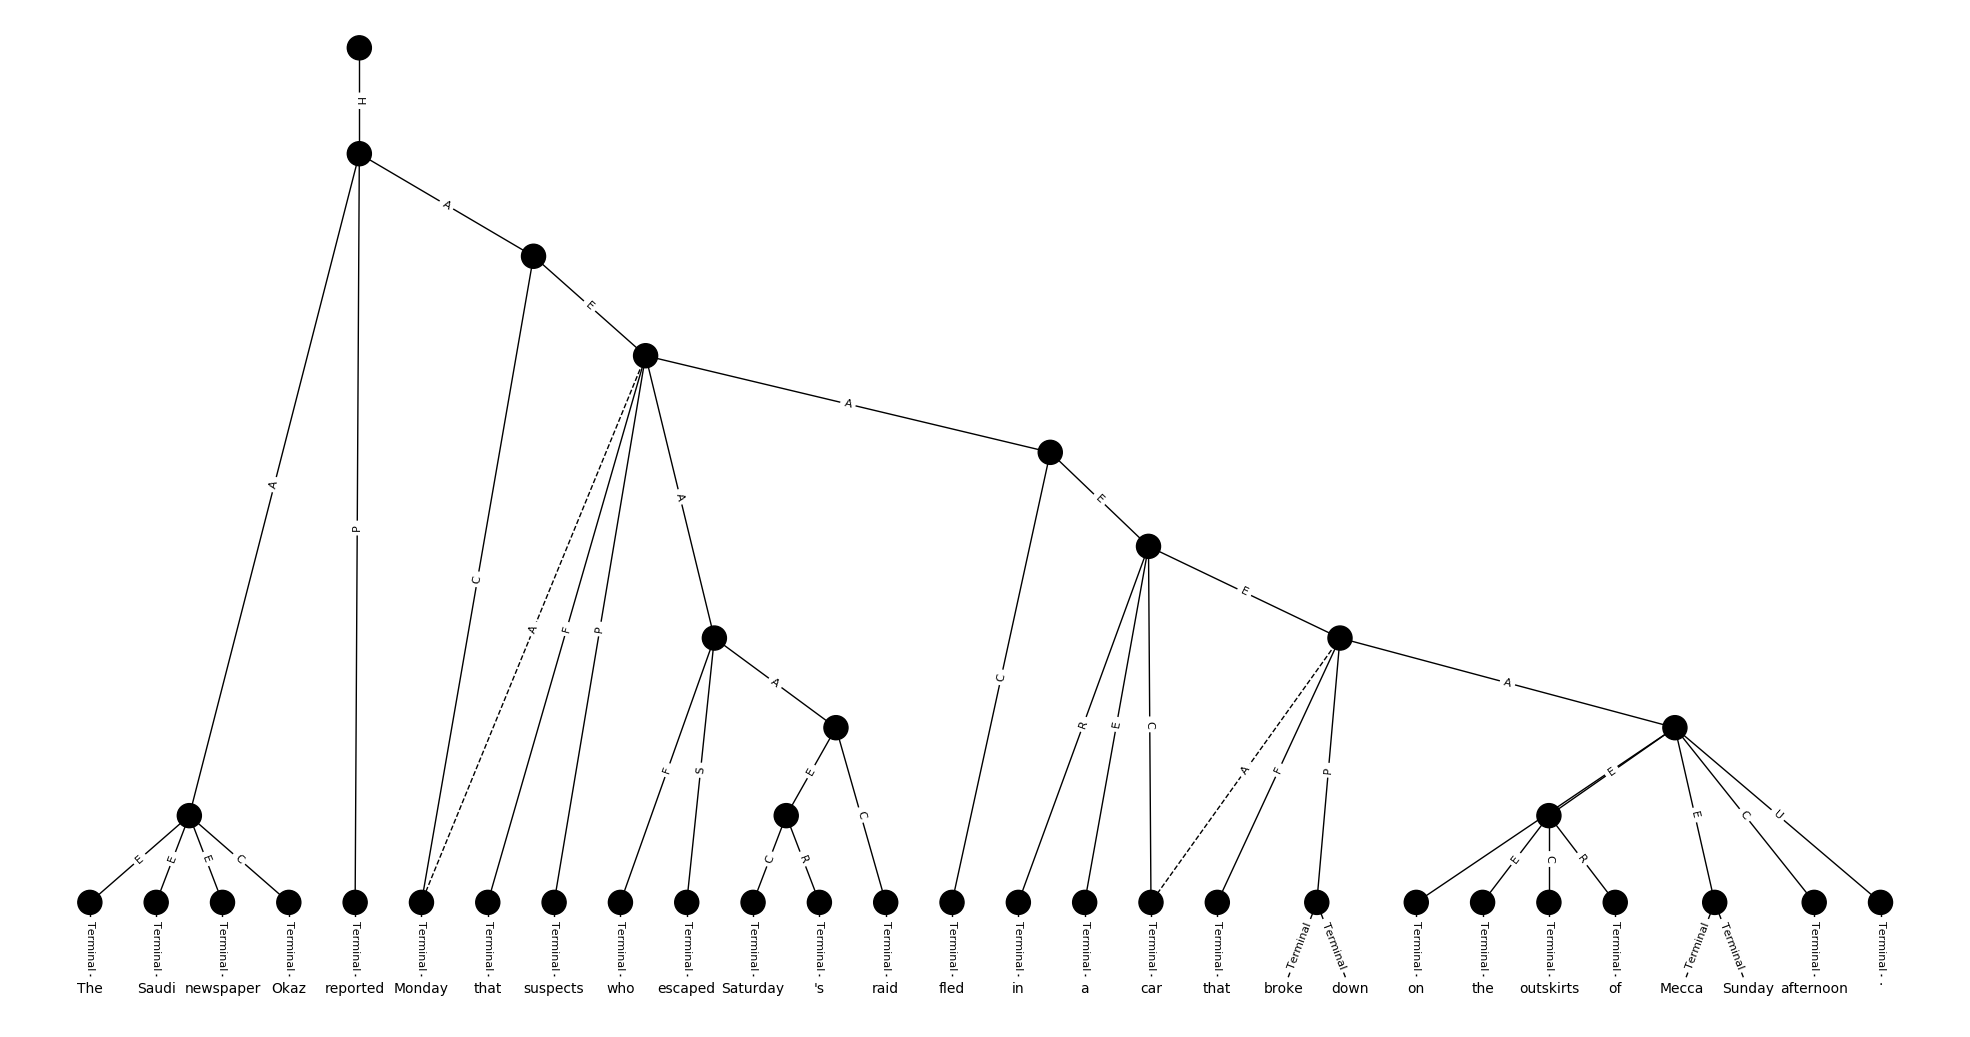 H
A
E
A
A
P
C
A
F
P
A
E
E
C
R
E
C
A
F
S
A
E
C
A
F
P
A
E
E
E
E
C
C
R
E
C
R
E
C
U
Terminal Terminal Terminal Terminal Terminal Terminal Terminal Terminal Terminal Terminal Terminal Terminal Terminal Terminal Terminal Terminal Terminal Terminal Terminal Terminal Terminal Terminal Terminal Terminal Terminal Terminal Terminal Terminal
The Saudi newspaper Okaz reported Monday that suspects who escaped Saturday 's raid fled in a car that broke down on the outskirts of Mecca Sunday afternoon .